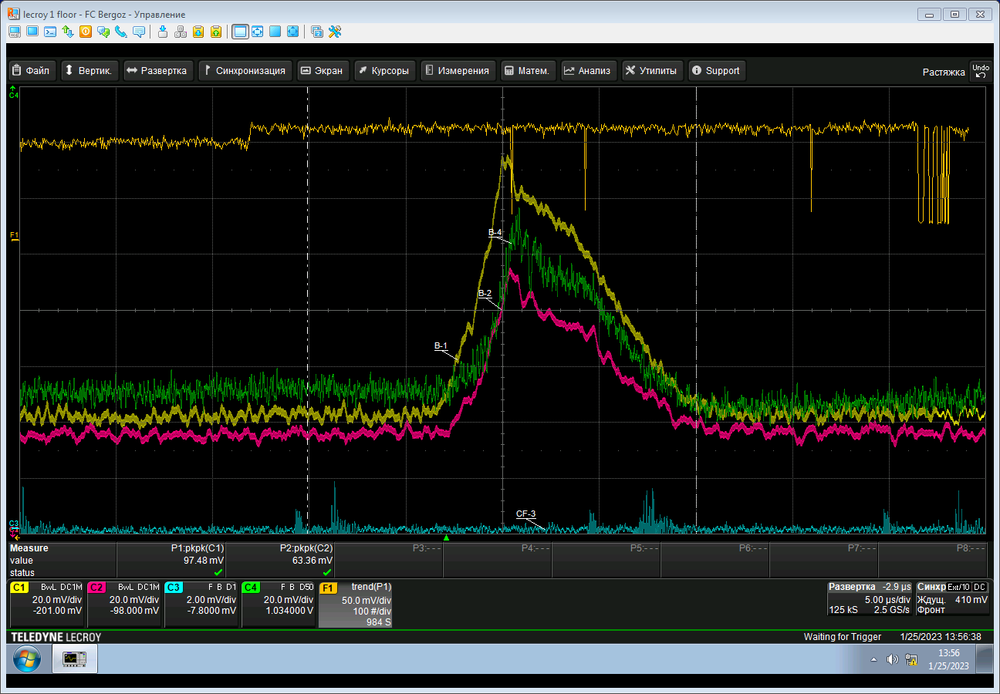 lecroy 1 floor - FC Bergoz - Управление
Файл Вертик. Развертка Синхронизация Экран Курсоры Измерения Матем. Анализ Утилиты Support Растяжка Undo
C4
F1
B-4
B-2
B-1
C3
CF-3
Measure P1:pkpk(C1) P2:pkpk(C2) P3:- - - P4:- - - P5:- - - P6:- - - P7:- - - P8:- - -
value 97.48 mV 63.36 mV
status
C1 BwL DC1M
20.0 mV/div
-201.00 mV
C2 BwL DC1M
20.0 mV/div
-98.000 mV
C3 F B D1
2.00 mV/div
-7.8000 mV
C4 F B D50
20.0 mV/div
1.034000 V
F1 trend(P1)
50.0 mV/div
100 #/div
984 S
Развертка -2.9 µs
5.00 µs/div
125 kS 2.5 GS/s
Синхр Ext/10 DC
Ждущ. 410 mV
Фронт
TELEDYNE LECROY Waiting for Trigger 1/25/2023 13:56:38
13:56
1/25/2023